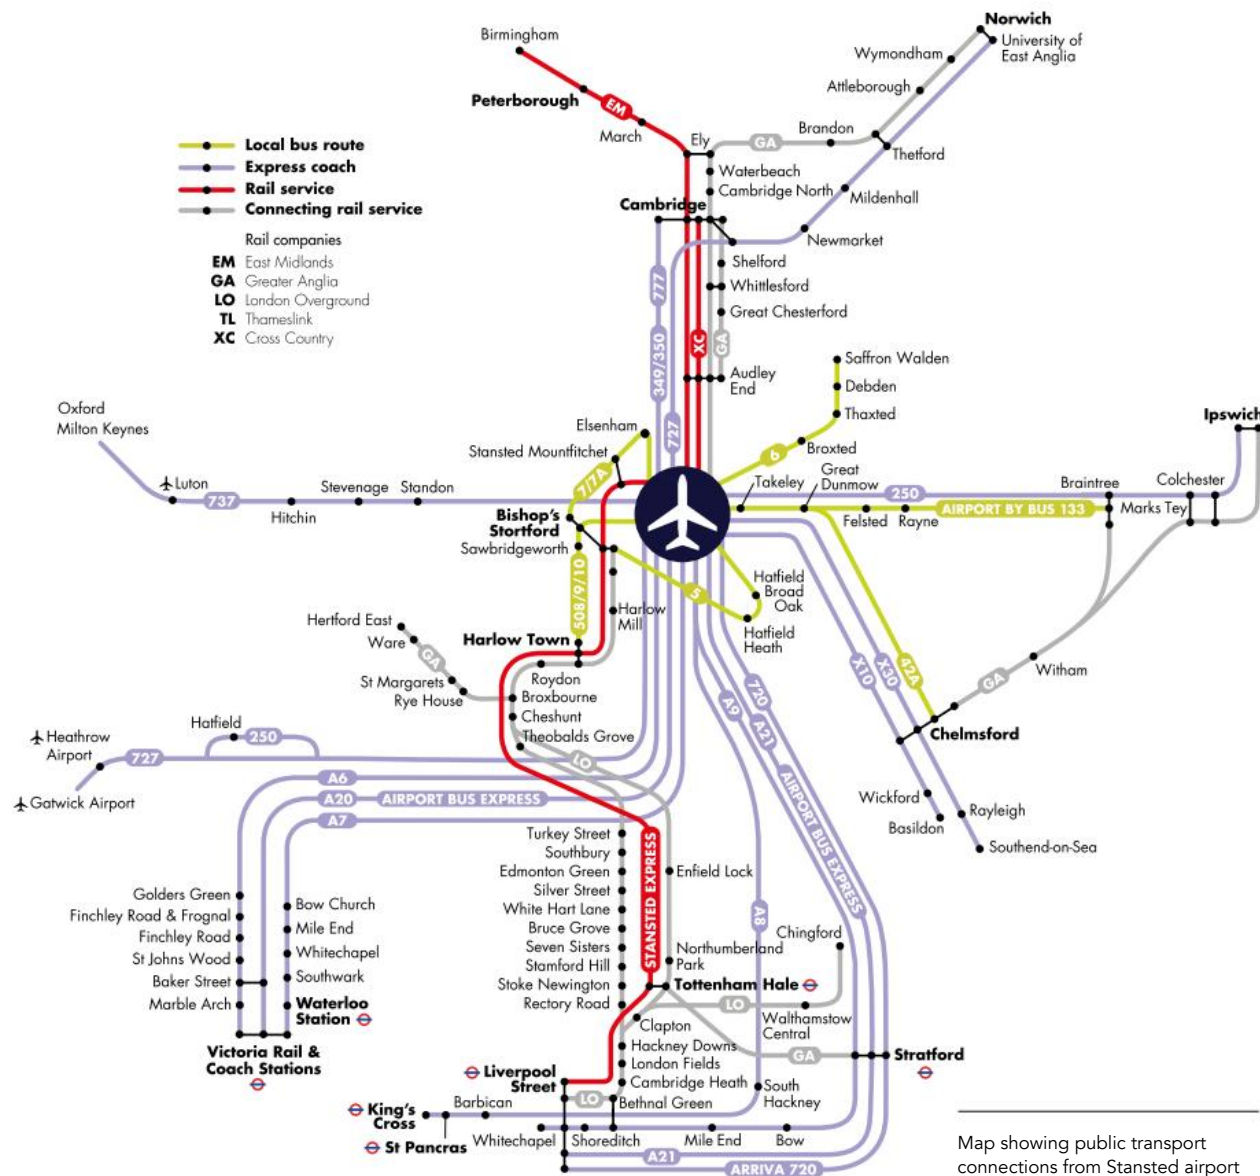 Birmingham
Peterborough
EM
March
Ely
GA
Brandon
Norwich
University of
East Anglia
Wymondham
Attleborough
Thetford
Waterbeach
Cambridge North
Mildenhall
Cambridge
Newmarket
Local bus route
Express coach
Rail service
Connecting rail service
Rail companies
EM East Midlands
GA Greater Anglia
LO London Overground
TL Thameslink
XC Cross Country
Shelford
Whittlesford
Great Chesterford
777
349/350
XC
GA
727
Audley
End
Saffron Walden
Debden
Thaxted
Broxted
6
Oxford
Milton Keynes
Luton
737
Hitchin
Stevenage
Standon
Elsenham
Stansted Mountfitchet
7/7A
Bishop's
Stortford
Sawbridgeworth
508/9/10
Takeley
Great
Dunmow
250
Felsted
Rayne
AIRPORT BY BUS 133
Braintree
Marks Tey
Colchester
Ipswich
5
Hatfield
Broad
Oak
Hatfield
Heath
Harlow
Mill
Harlow Town
Hertford East
Ware
GA
St Margarets
Rye House
Roydon
Broxbourne
Cheshunt
Theobalds Grove
LO
X10
X30
42A
GA
Witham
Chelmsford
Wickford
Basildon
Rayleigh
Southend-on-Sea
720
A9
A21
AIRPORT BUS EXPRESS
Heathrow
Airport
727
Hatfield
250
Gatwick Airport
A6
A20
AIRPORT BUS EXPRESS
A7
Golders Green
Finchley Road & Frognal
Finchley Road
St Johns Wood
Baker Street
Marble Arch
Bow Church
Mile End
Whitechapel
Southwark
Waterloo
Station
Victoria Rail &
Coach Stations
Turkey Street
Southbury
Edmonton Green
Silver Street
White Hart Lane
Bruce Grove
Seven Sisters
Stamford Hill
Stoke Newington
Rectory Road
STANSTED EXPRESS
Enfield Lock
Northumberland
Park
Tottenham Hale
A8
Chingford
LO
Walthamstow
Central
Clapton
Hackney Downs
London Fields
Cambridge Heath
GA
Stratford
Liverpool
Street
LO
Bethnal Green
South
Hackney
King's
Cross
Barbican
St Pancras
Whitechapel
Shoreditch
Mile End
Bow
A21
ARRIVA 720
Map showing public transport
connections from Stansted airport